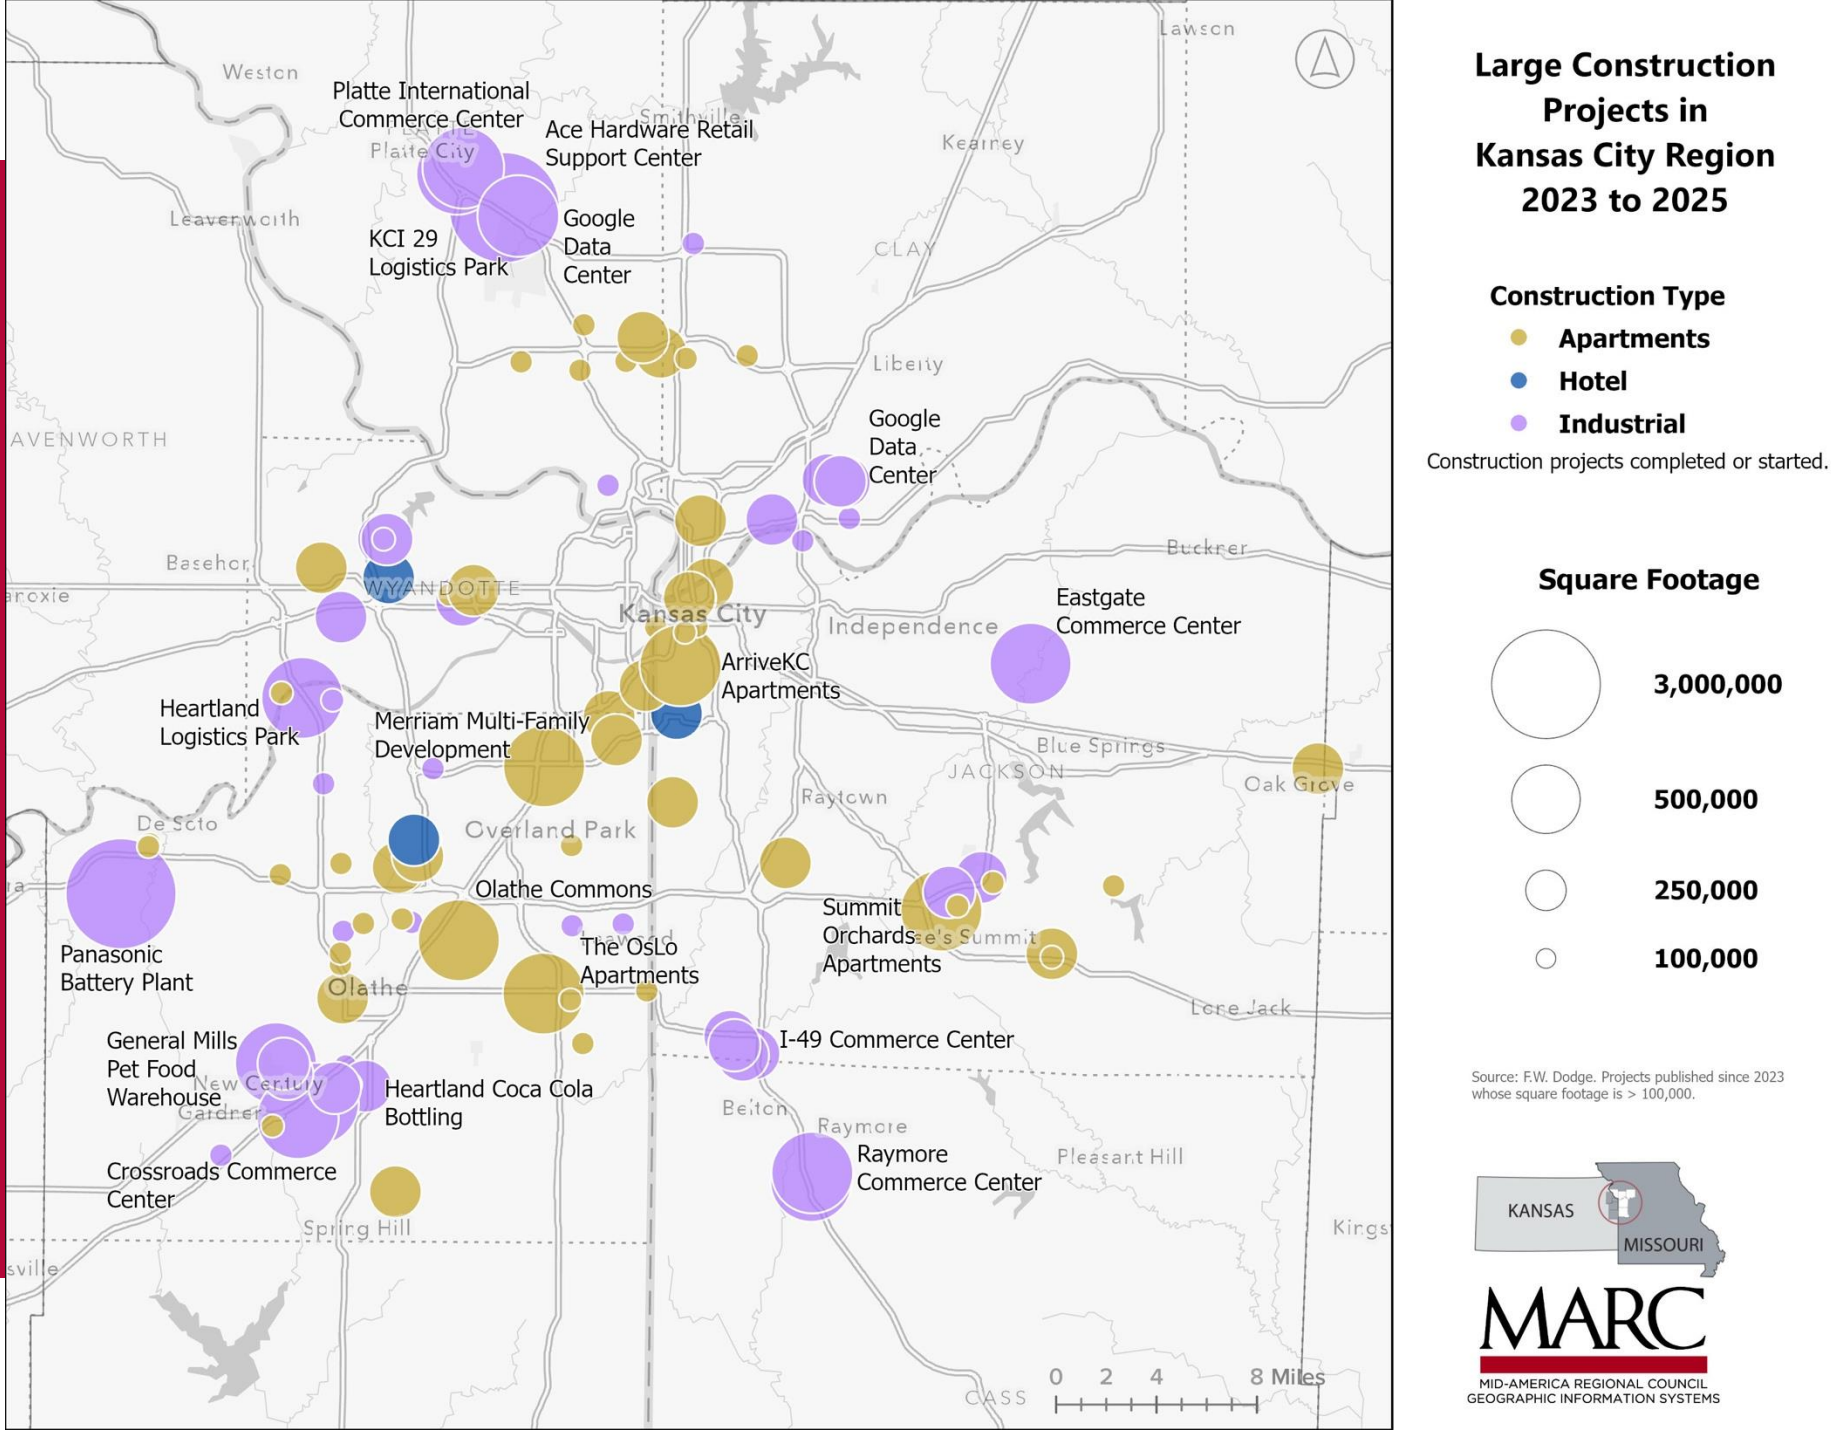 Lawson
Weston
Platte International
Commerce Center
Smithville
Ace Hardware Retail
Support Center
PLATTE
Platte City
Kearney
Leavenworth
Google
Data
Center
KCI 29
Logistics Park
CLAY
Liberty
AVENWORTH
Google
Data
Center
Basehor
Buckner
WYANDOTTE
Kansas City
Independence
Eastgate
Commerce Center
ArriveKC
Apartments
Heartland
Logistics Park
Merriam Multi-Family
Development
Blue Springs
JACKSON
Oak Grove
Raytown
De Soto
Overland Park
Olathe Commons
Summit
Orchards
Apartments
Lee's Summit
Leawood
The OsLo
Apartments
Panasonic
Battery Plant
Olathe
Lone Jack
General Mills
Pet Food
Warehouse
New Century
Gardner
I-49 Commerce Center
Heartland Coca Cola
Bottling
Belton
Raymore
Raymore
Commerce Center
Pleasant Hill
Crossroads Commerce
Center
Spring Hill
Kings
sville
CASS
0 2 4 8 Miles
Large Construction
Projects in
Kansas City Region
2023 to 2025
Construction Type
Apartments
Hotel
Industrial
Construction projects completed or started.
Square Footage
3,000,000
500,000
250,000
100,000
Source: F.W. Dodge. Projects published since 2023
whose square footage is > 100,000.
KANSAS
MISSOURI
MARC
MID-AMERICA REGIONAL COUNCIL
GEOGRAPHIC INFORMATION SYSTEMS